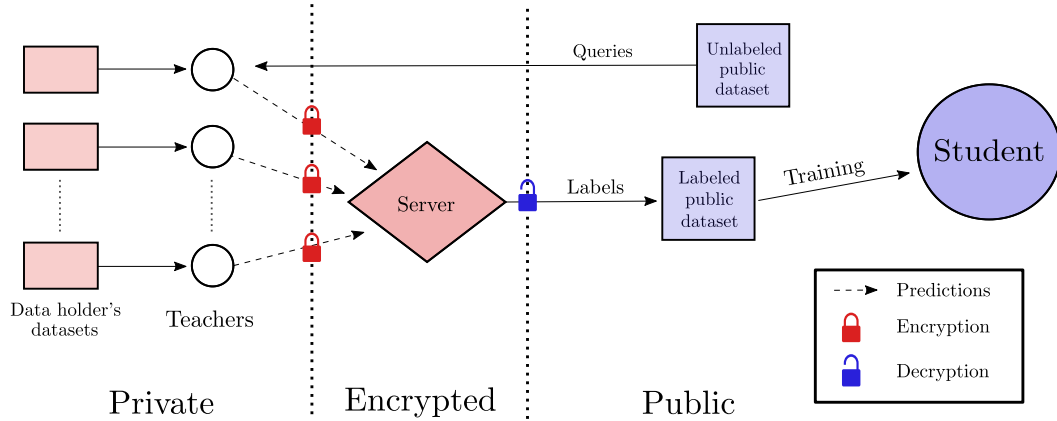 Queries
Unlabeled
public
dataset
Student
Training
Server
Labels
Labeled
public
dataset
Data holder's
datasets
Teachers
Predictions
Encryption
Decryption
Private
Encrypted
Public